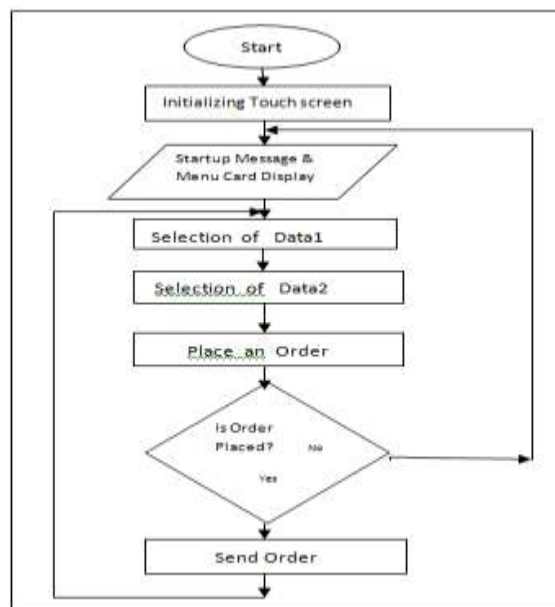 Start
Initializing Touch screen
Startup Message &
Menu Card Display
Selection of Data1
Selection of Data2
Place an Order
Is Order
Placed? No
Yes
Send Order